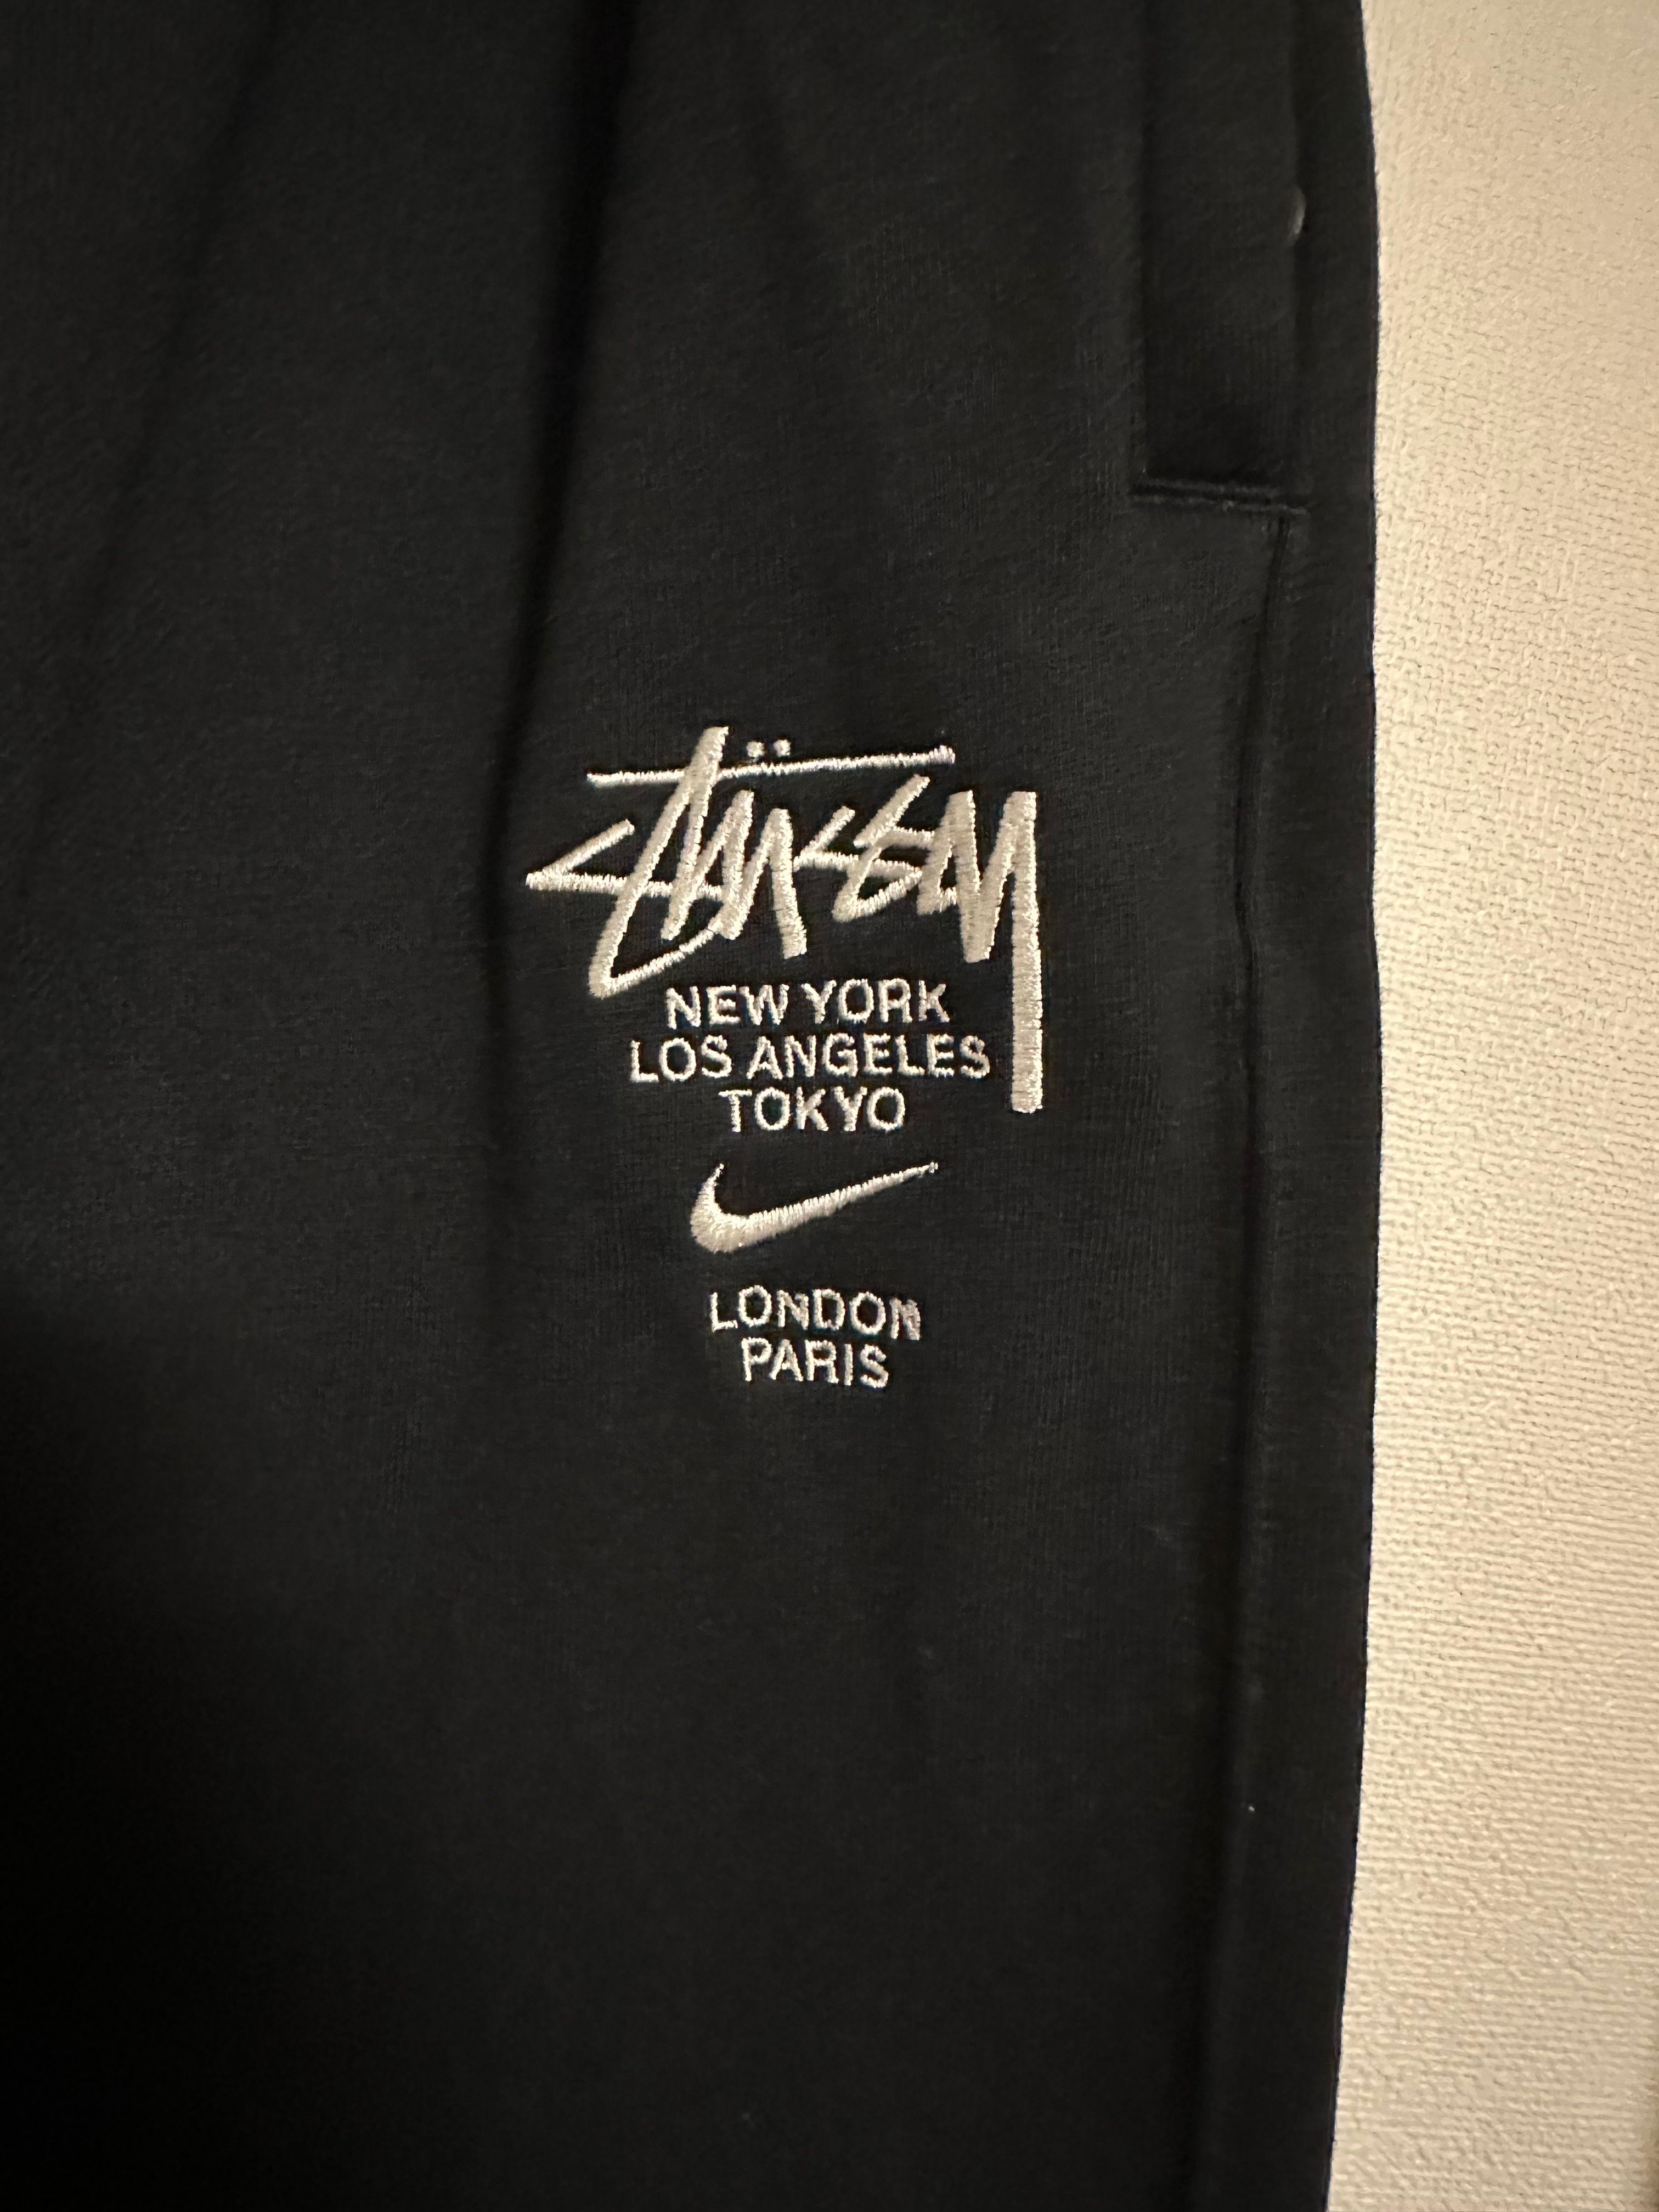 Stüssy
NEW YORK
LOS ANGELES
TOKYO
LONDON
PARIS